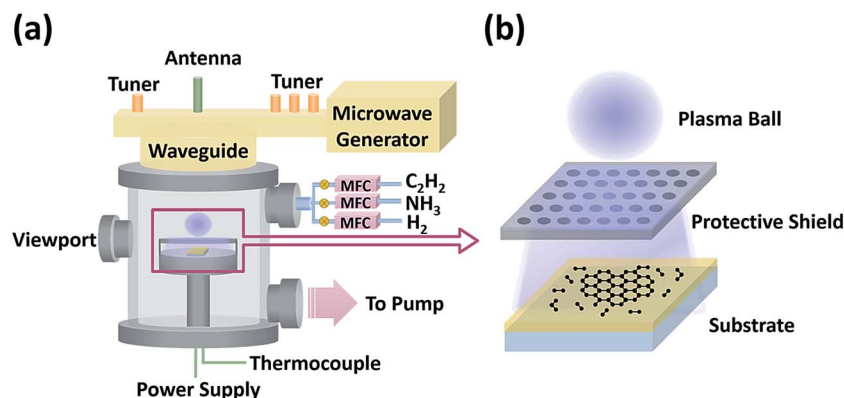 (a)
Antenna
Tuner
Tuner
Microwave
Generator
Waveguide
MFC C₂H₂
MFC NH₃
MFC H₂
Viewport
To Pump
Thermocouple
Power Supply
(b)
Plasma Ball
Protective Shield
Substrate